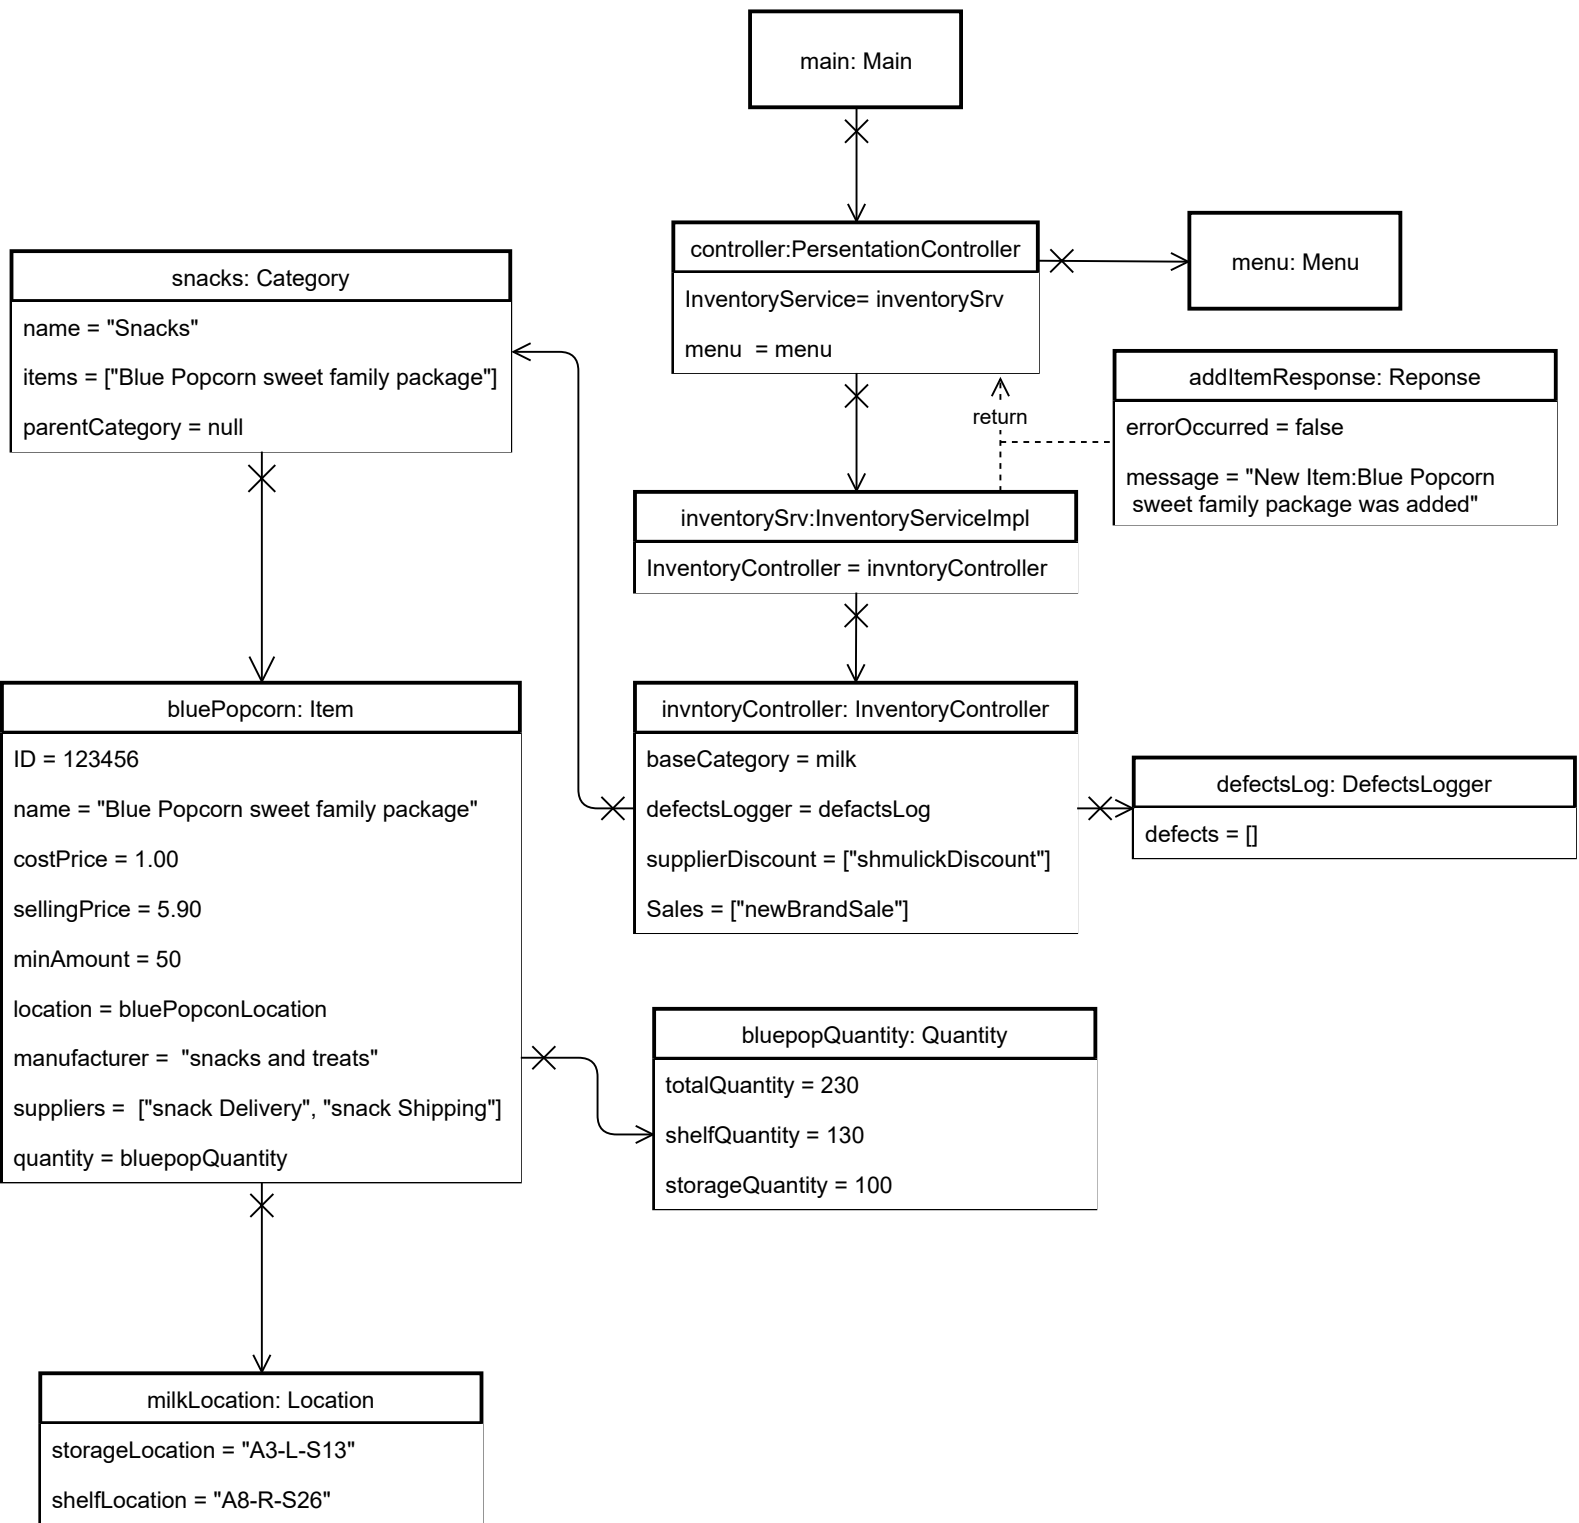 main: Main
controller:PersentationController
InventoryService= inventorySrv
menu  = menu
menu: Menu
snacks: Category
name = "Snacks"
items = ["Blue Popcorn sweet family package"]
parentCategory = null
addItemResponse: Reponse
errorOccurred = false
message = "New Item:Blue Popcorn
sweet family package was added"
return
inventorySrv:InventoryServiceImpl
InventoryController = invntoryController
bluePopcorn: Item
ID = 123456
name = "Blue Popcorn sweet family package"
costPrice = 1.00
sellingPrice = 5.90
minAmount = 50
location = bluePopconLocation
manufacturer =  "snacks and treats"
suppliers =  ["snack Delivery", "snack Shipping"]
quantity = bluepopQuantity
invntoryController: InventoryController
baseCategory = milk
defectsLogger = defactsLog
supplierDiscount = ["shmulickDiscount"]
Sales = ["newBrandSale"]
defectsLog: DefectsLogger
defects = []
bluepopQuantity: Quantity
totalQuantity = 230
shelfQuantity = 130
storageQuantity = 100
milkLocation: Location
storageLocation = "A3-L-S13"
shelfLocation = "A8-R-S26"